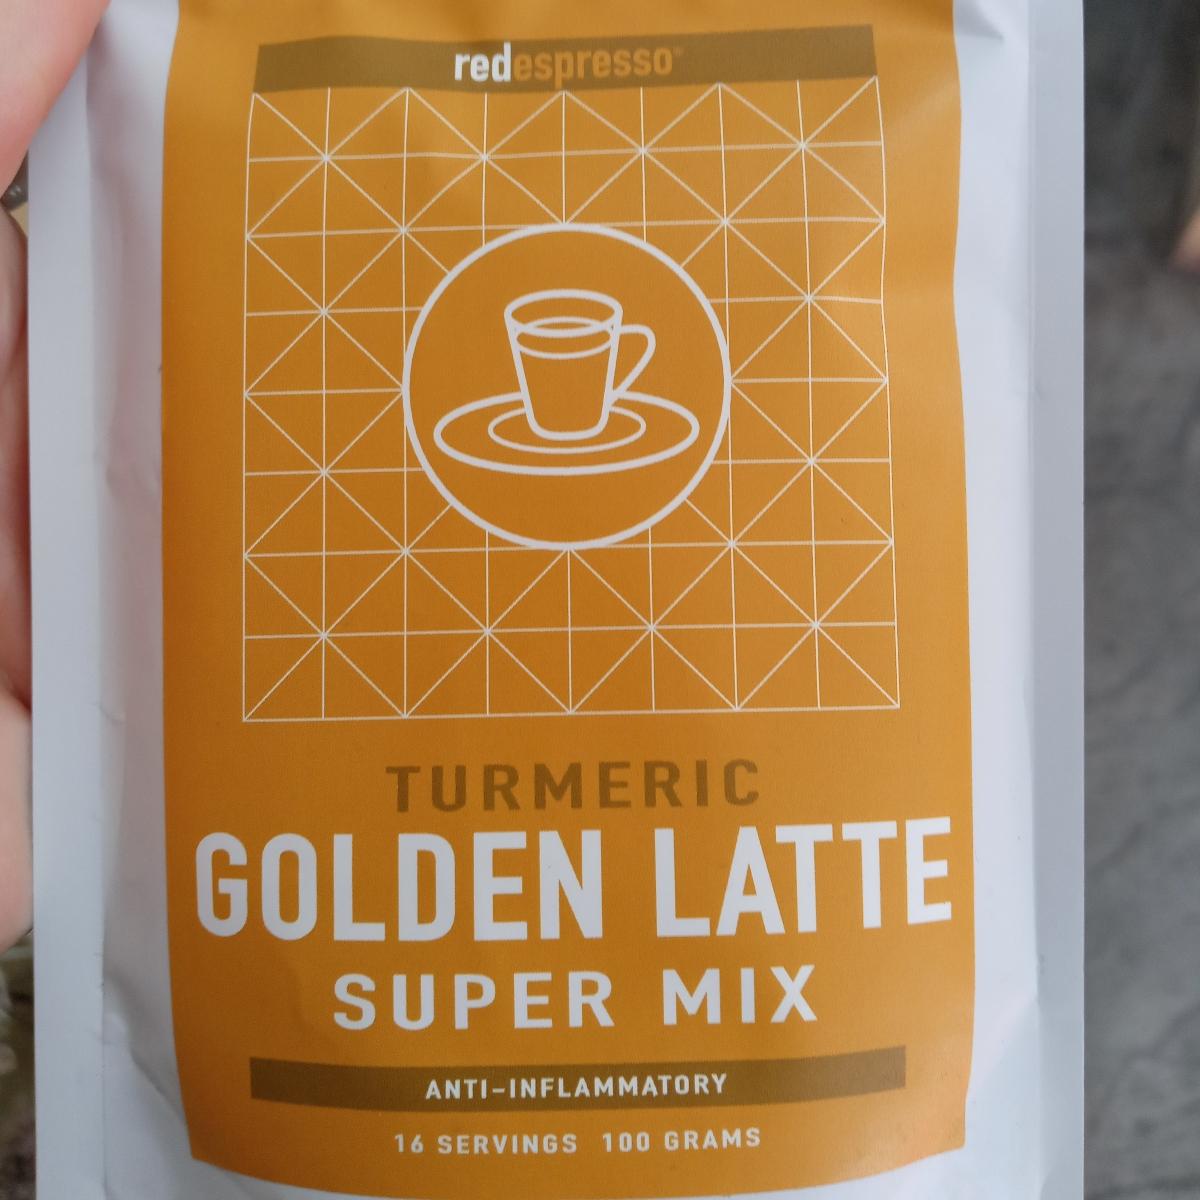 redespresso®
TURMERIC
GOLDEN LATTE
SUPER MIX
ANTI-INFLAMMATORY
16 SERVINGS 100 GRAMS